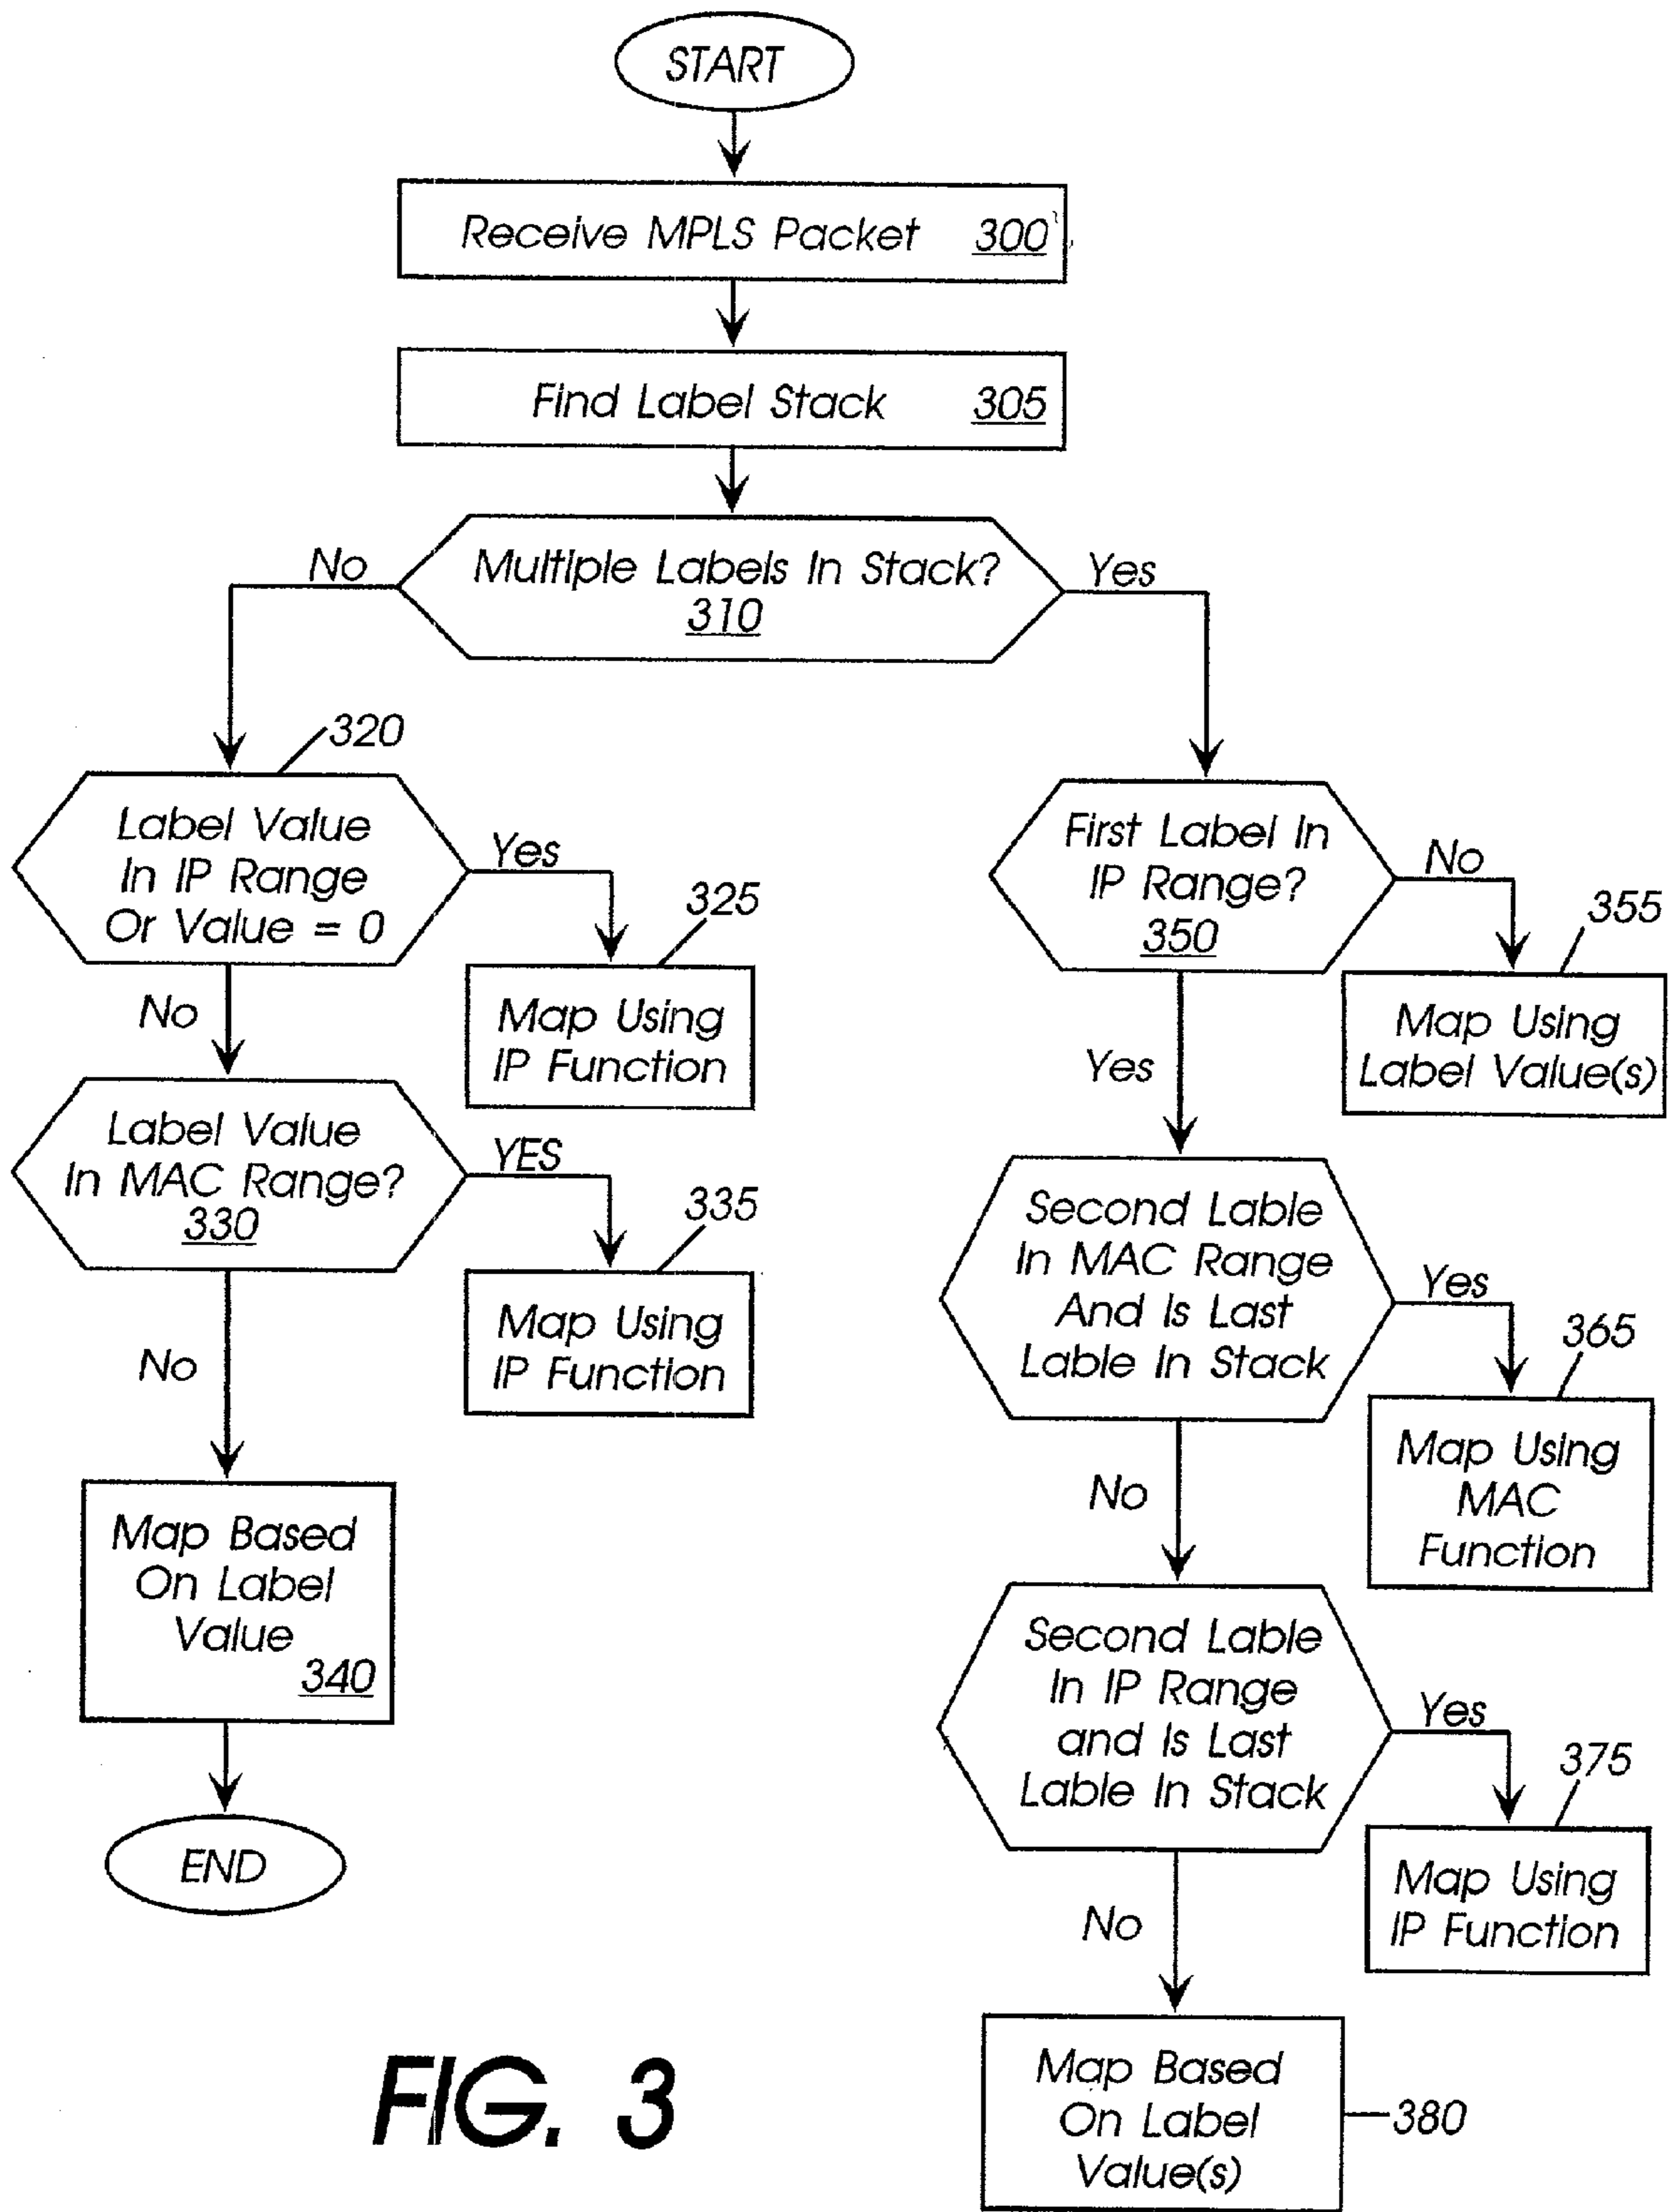 START
Receive MPLS Packet 300
Find Label Stack 305
Multiple Labels In Stack?
310
No
Yes
320
Label Value
In IP Range
Or Value = 0
Yes
325
Map Using
IP Function
No
Label Value
In MAC Range?
330
YES
335
Map Using
IP Function
No
Map Based
On Label
Value
340
END
First Label In
IP Range?
350
No
355
Map Using
Label Value(s)
Yes
Second Lable
In MAC Range
And Is Last
Lable In Stack
Yes
365
Map Using
MAC
Function
No
Second Lable
In IP Range
and Is Last
Lable In Stack
Yes
375
Map Using
IP Function
No
Map Based
On Label
Value(s)
380
FIG. 3